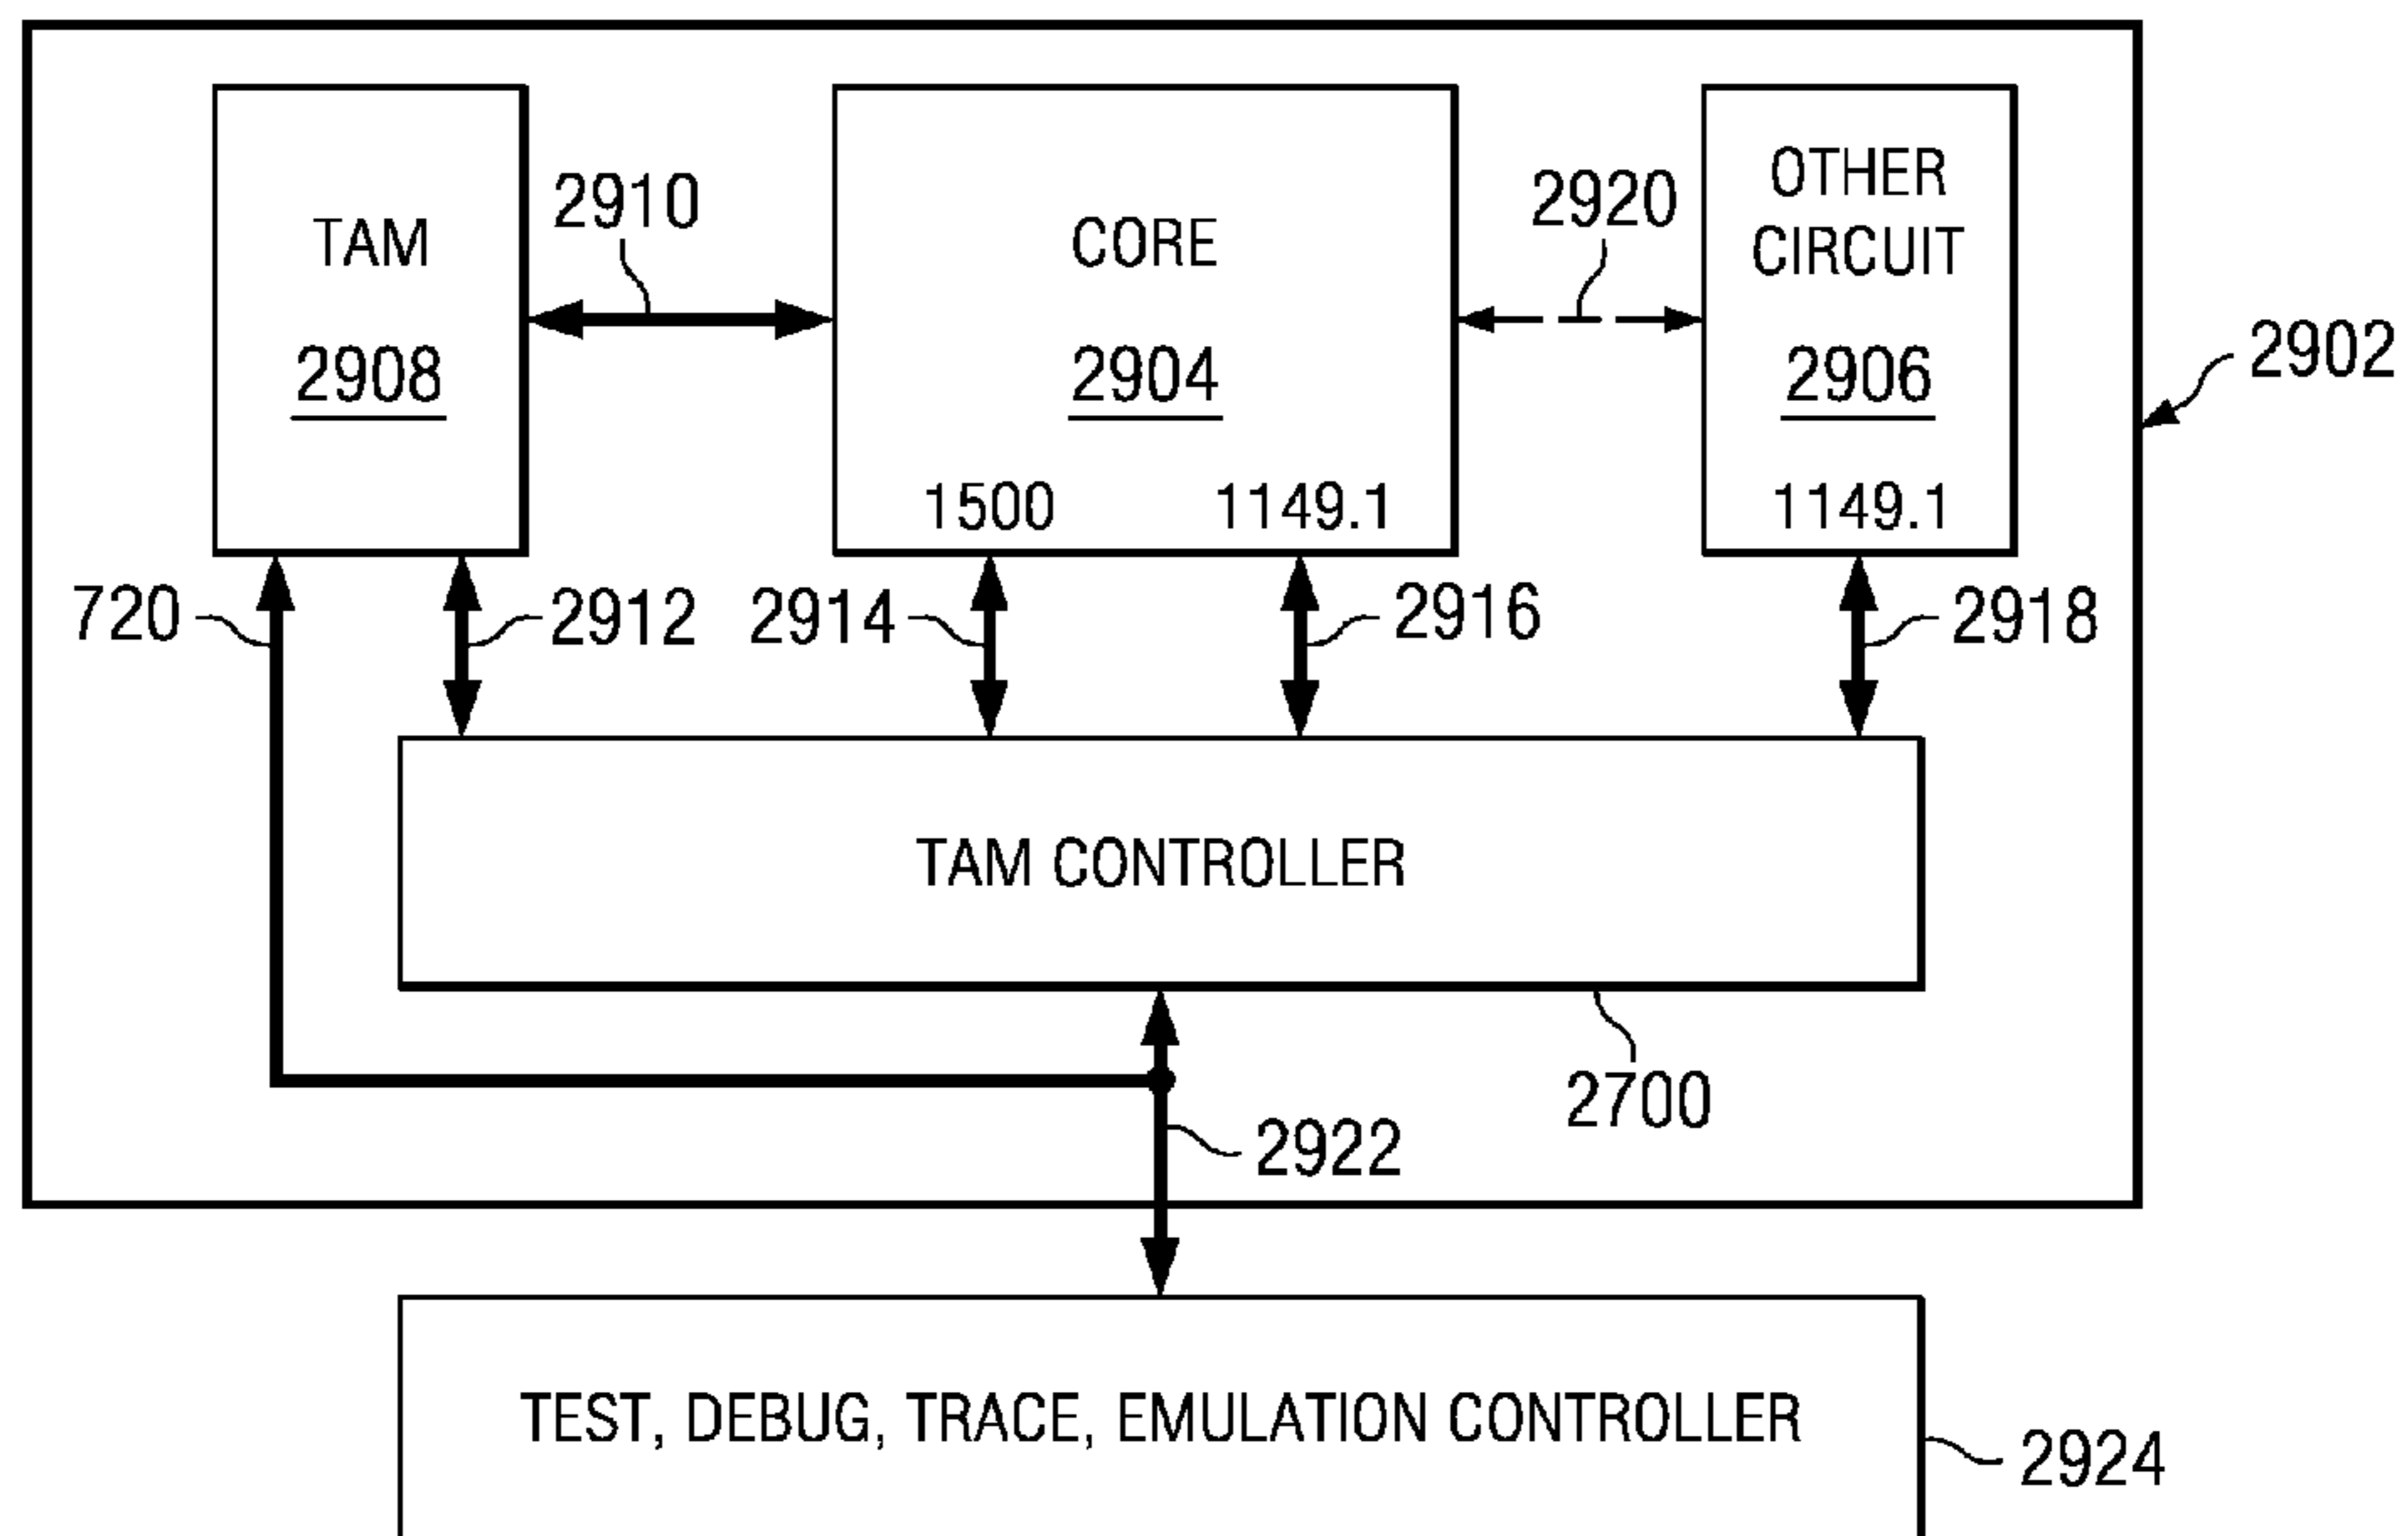 TAM
2908
2910
CORE
2904
1500 1149.1
2920
OTHER
CIRCUIT
2906
1149.1
2902
720
2912
2914
2916
2918
TAM CONTROLLER
2700
2922
TEST, DEBUG, TRACE, EMULATION CONTROLLER
2924